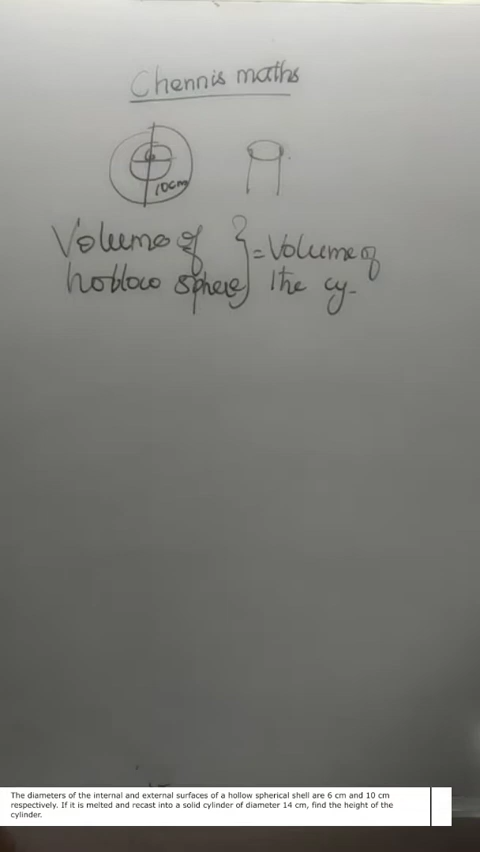 Chennis maths
10cm
Volume of } = Volume of
hollow sphere the cy-
The diameters of the internal and external surfaces of a hollow spherical shell are 6 cm and 10 cm
respectively. If it is melted and recast into a solid cylinder of diameter 14 cm, find the height of the
cylinder.